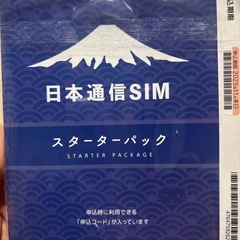 日本通信SIM
スターターパック
STARTER PACKAGE
申込時に利用できる
「申込コード」が入っています